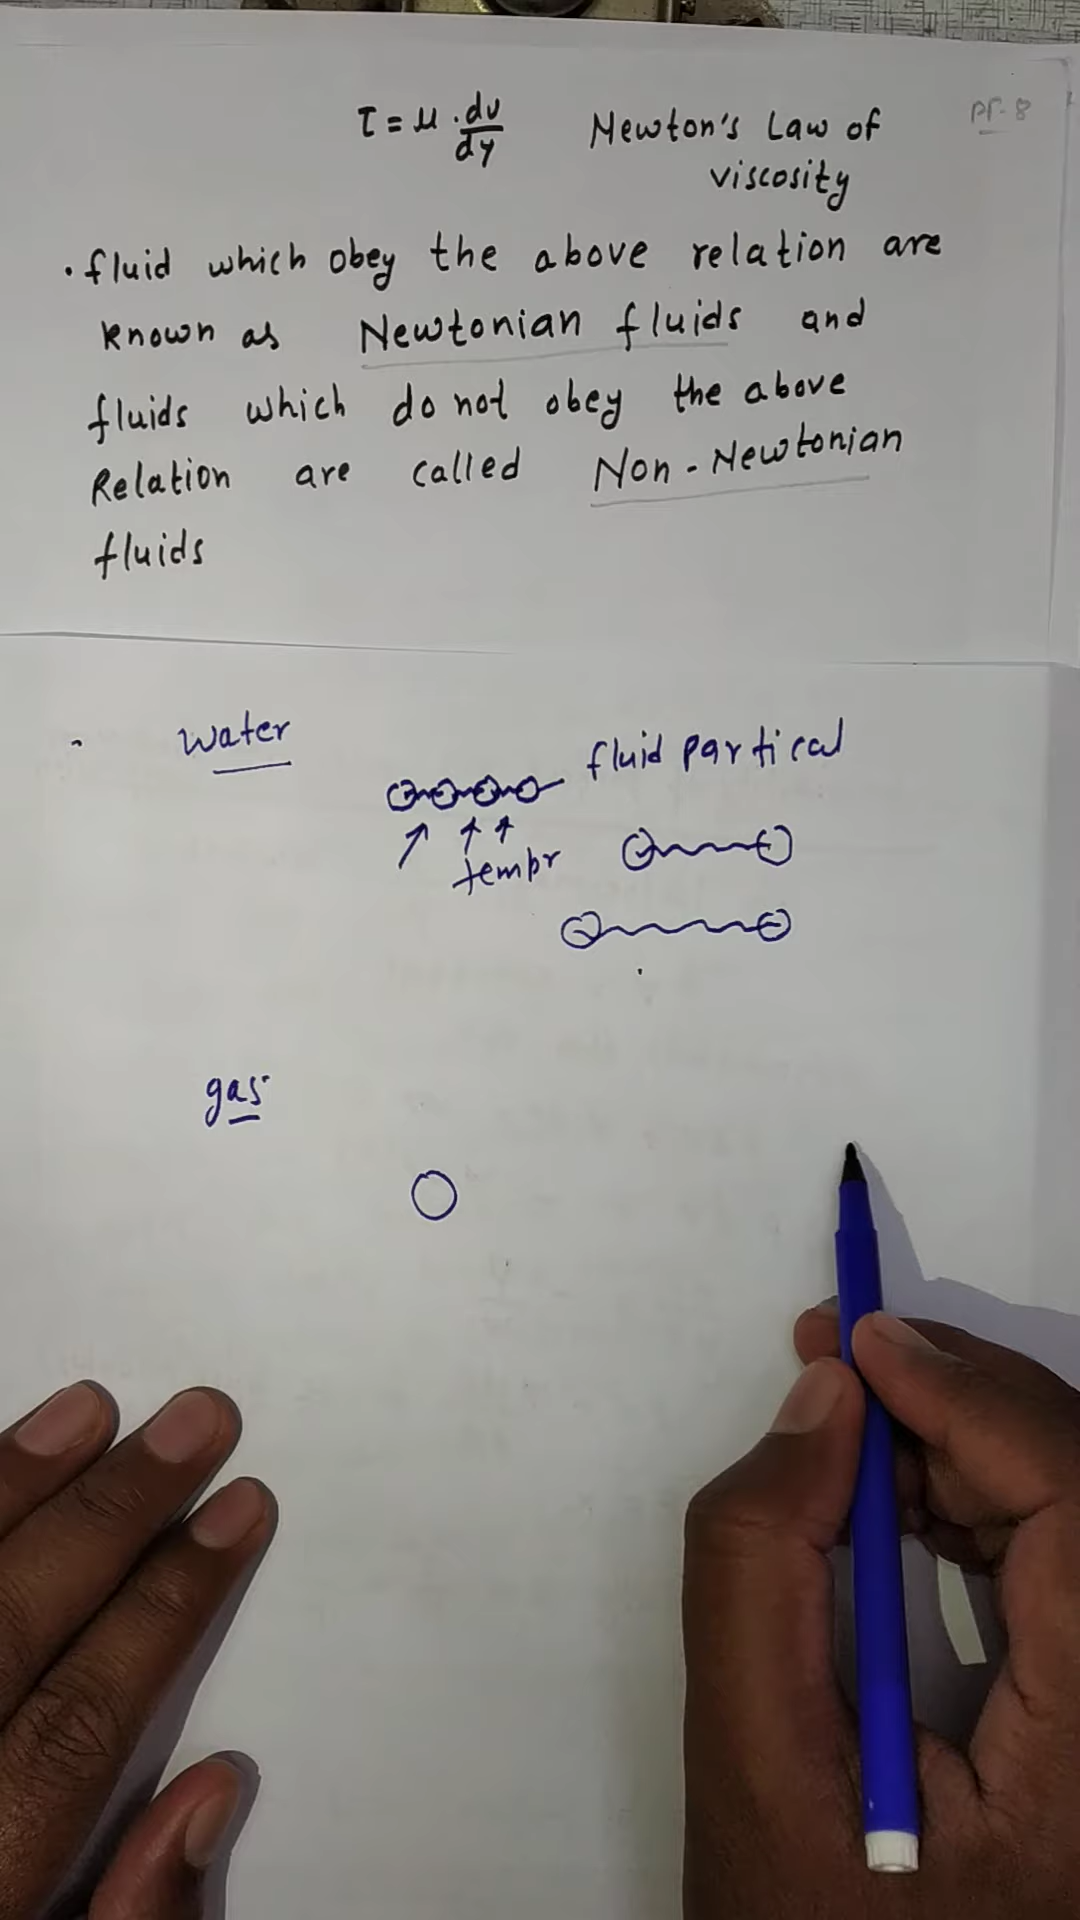 τ = μ . du/dy Newton's Law of viscosity
Pr-8
. fluid which obey the above relation are
known as Newtonian fluids and
fluids which do not obey the above
Relation are called Non-Newtonian
fluids
water
fluid partical
tempr
gas